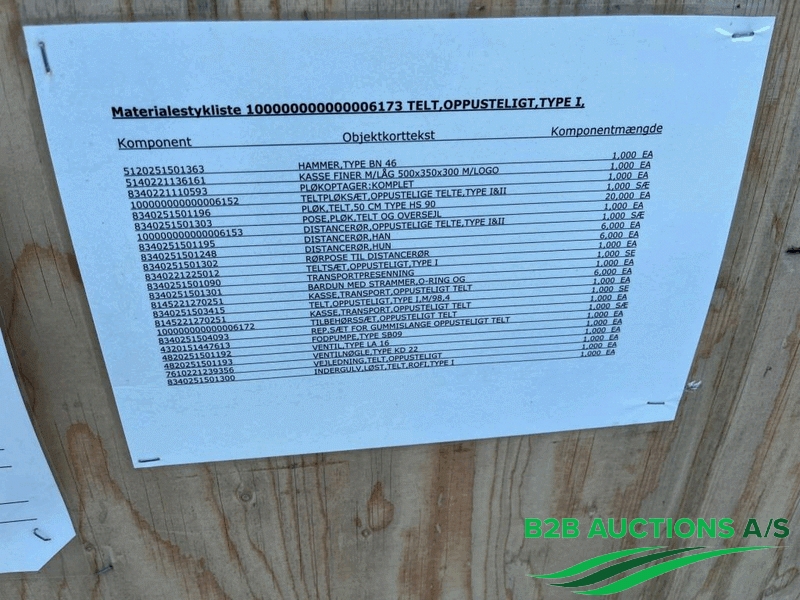 Materialestykliste 100000000000006173 TELT,OPPUSTELIGT,TYPE I,
Komponent Objektkorttekst Komponentmængde
5120251501363 HAMMER,TYPE BN 46 1,000 EA
5140221136161 KASSE FINER M/LÅG 500x350x300 M/LOGO 1,000 EA
8340221110593 PLØKOPTAGER:KOMPLET 1,000 EA
100000000000006152 TELTPLØKSÆT,OPPUSTELIGE TELTE,TYPE I&II 1,000 SÆ
8340251501196 PLØK,TELT,50 CM TYPE HS 90 20,000 EA
8340251501303 POSE,PLØK,TELT OG OVERSEJL 1,000 EA
100000000000006153 DISTANCERØR,OPPUSTELIGE TELTE,TYPE I&II 1,000 SÆ
8340251501195 DISTANCERØR,HAN 6,000 EA
8340251501248 DISTANCERØR,HUN 6,000 EA
8340251501302 RØRPOSE TIL DISTANCERØR 1,000 EA
8340221225012 TELTSÆT,OPPUSTELIGT,TYPE I 1,000 SE
8340251501090 TRANSPORTPRESENNING 1,000 EA
8340251501301 BARDUN MED STRAMMER,O-RING OG 6,000 EA
8145221270251 KASSE,TRANSPORT,OPPUSTELIGT TELT 1,000 EA
8340251503415 TELT,OPPUSTELIGT,TYPE I,M/98,4 1,000 SE
8145221270251 KASSE,TRANSPORT,OPPUSTELIGT TELT 1,000 EA
100000000000006172 TILBEHØRSSÆT,OPPUSTELIGT TELT 1,000 SÆ
8340251504093 REP.SÆT FOR GUMMISLANGE OPPUSTELIGT TELT 1,000 EA
4320151447613 FODPUMPE,TYPE SB09 1,000 EA
4820251501192 VENTIL,TYPE LA 16 1,000 EA
4820251501193 VENTILNØGLE,TYPE KD 22 1,000 EA
7610221239356 VEJLEDNING,TELT,OPPUSTELIGT 1,000 EA
8340251501300 INDERGULV,LØST,TELT,ROFI,TYPE I 1,000 EA
B2B AUCTIONS A/S